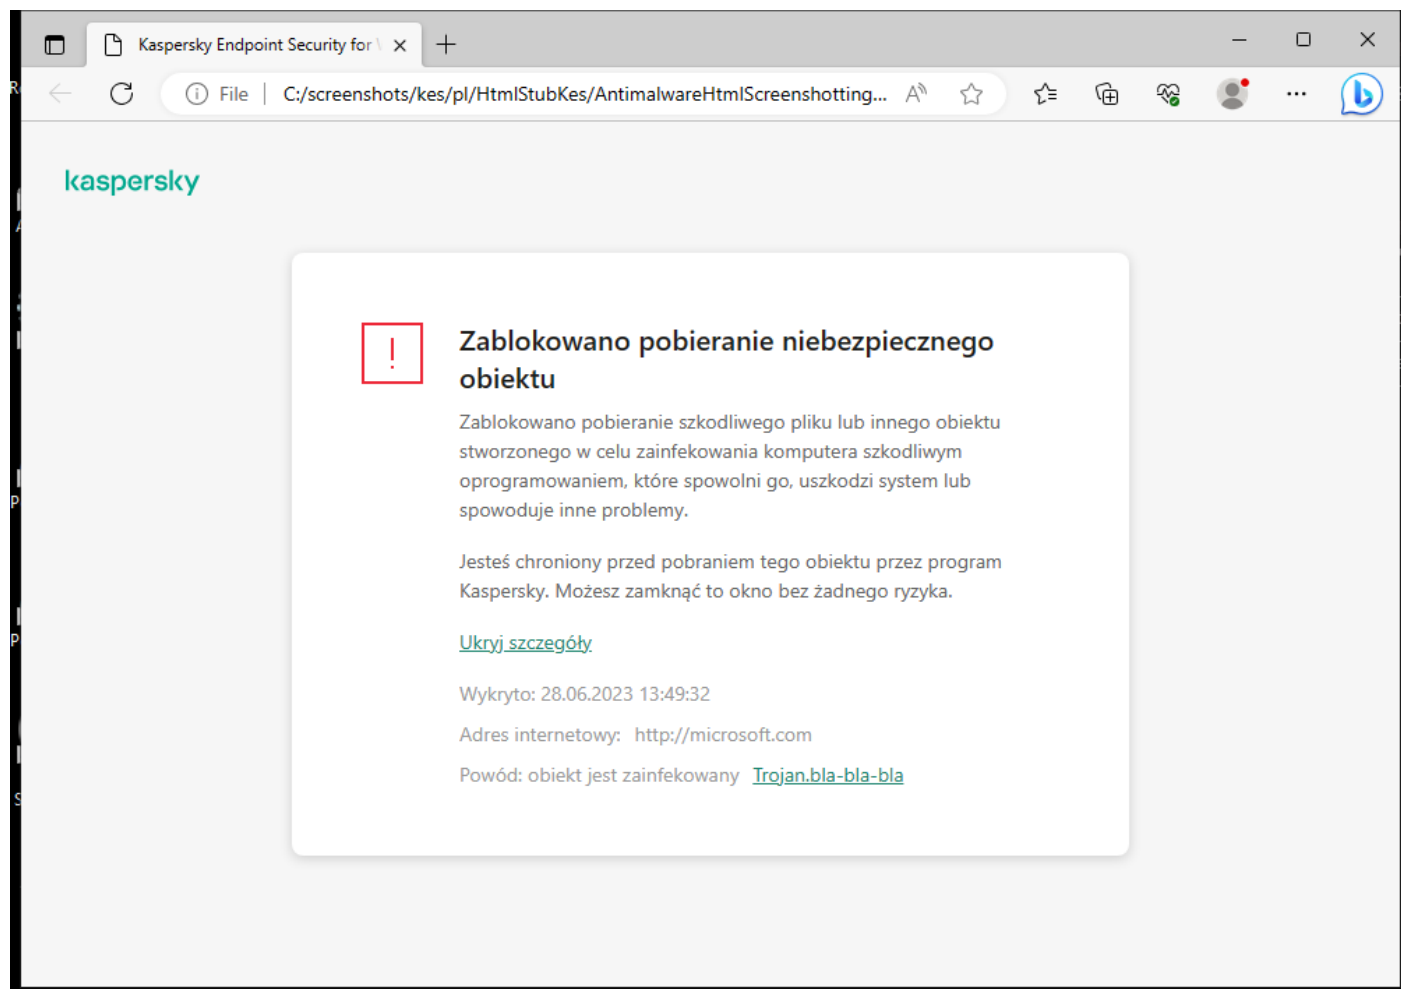 Kaspersky Endpoint Security for
File
C:/screenshots/kes/pl/HtmlStubKes/AntimalwareHtmlScreenshotting...
kaspersky
Zablokowano pobieranie niebezpiecznego
obiektu
Zablokowano pobieranie szkodliwego pliku lub innego obiektu
stworzonego w celu zainfekowania komputera szkodliwym
oprogramowaniem, które spowolni go, uszkodzi system lub
spowoduje inne problemy.
Jesteś chroniony przed pobraniem tego obiektu przez program
Kaspersky. Możesz zamknąć to okno bez żadnego ryzyka.
Ukryj szczegóły
Wykryto: 28.06.2023 13:49:32
Adres internetowy: http://microsoft.com
Powód: obiekt jest zainfekowany Trojan.bla-bla-bla